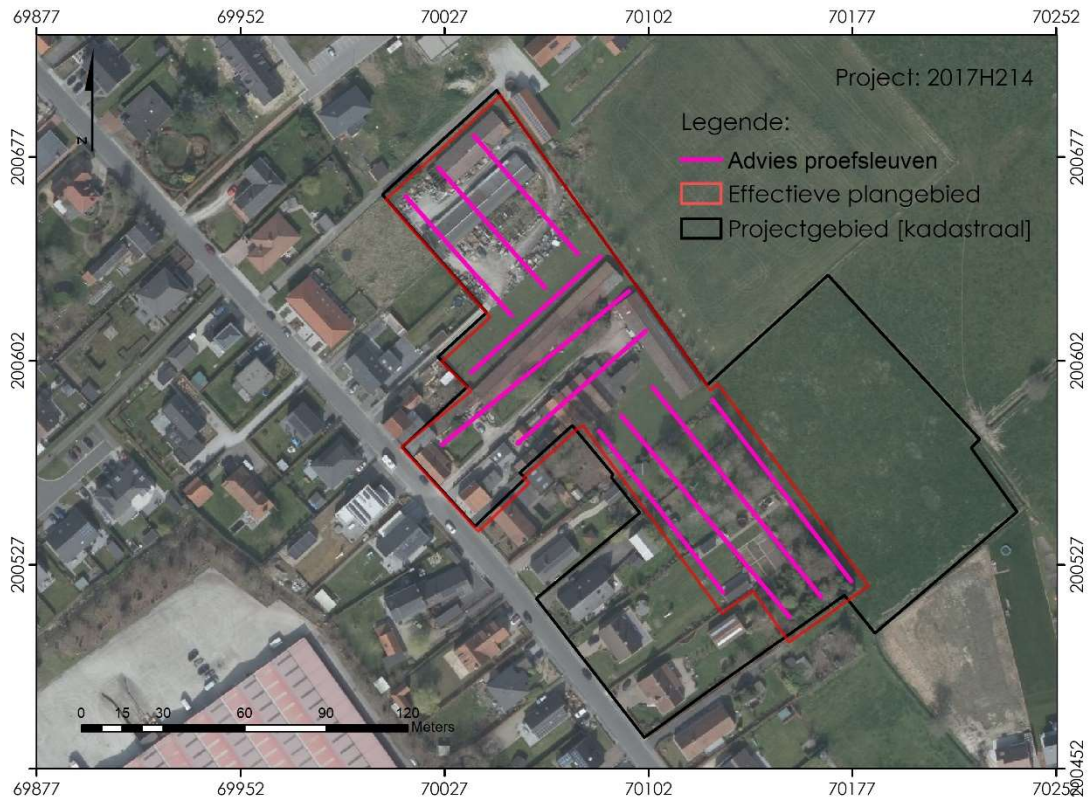 69877 69952 70027 70102 70177 70252
Project: 2017H214
Legende:
Advies proefsleuven
Effectieve plangebied
Projectgebied [kadastraal]
N
200677 200677
200602 200602
200527 200527
0 15 30 60 90 120
Meters
200452
69877 69952 70027 70102 70177 70252